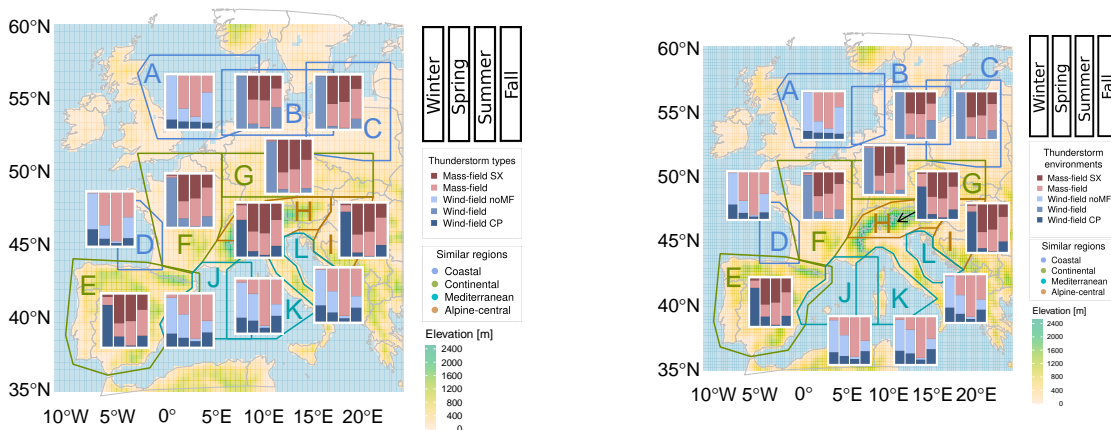 60°N
55°N
50°N
45°N
40°N
35°N
10°W 5°W 0° 5°E 10°E 15°E 20°E
A
B
C
D
E
F
G
H
I
J
K
L
Winter
Spring
Summer
Fall
Thunderstorm types
Mass-field SX
Mass-field
Wind-field noMF
Wind-field
Wind-field CP
Similar regions
Coastal
Continental
Mediterranean
Alpine-central
Elevation [m]
2400
2000
1600
1200
800
400
0
60°N
55°N
50°N
45°N
40°N
35°N
10°W 5°W 0° 5°E 10°E 15°E 20°E
A
B
C
D
E
F
G
H
I
J
K
L
Winter
Spring
Summer
Fall
Thunderstorm
environments
Mass-field SX
Mass-field
Wind-field noMF
Wind-field
Wind-field CP
Similar regions
Coastal
Continental
Mediterranean
Alpine-central
Elevation [m]
2400
2000
1600
1200
800
400
0